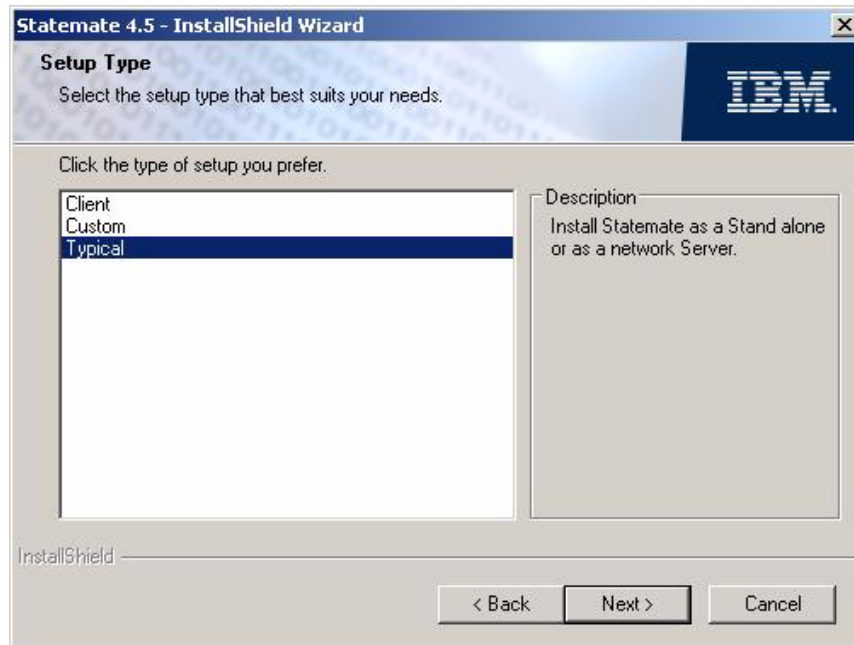 Statemate 4.5 - InstallShield Wizard
Setup Type
Select the setup type that best suits your needs.
IBM.
Click the type of setup you prefer.
Client
Custom
Typical
Description
Install Statemate as a Stand alone
or as a network Server.
InstallShield
< Back
Next >
Cancel